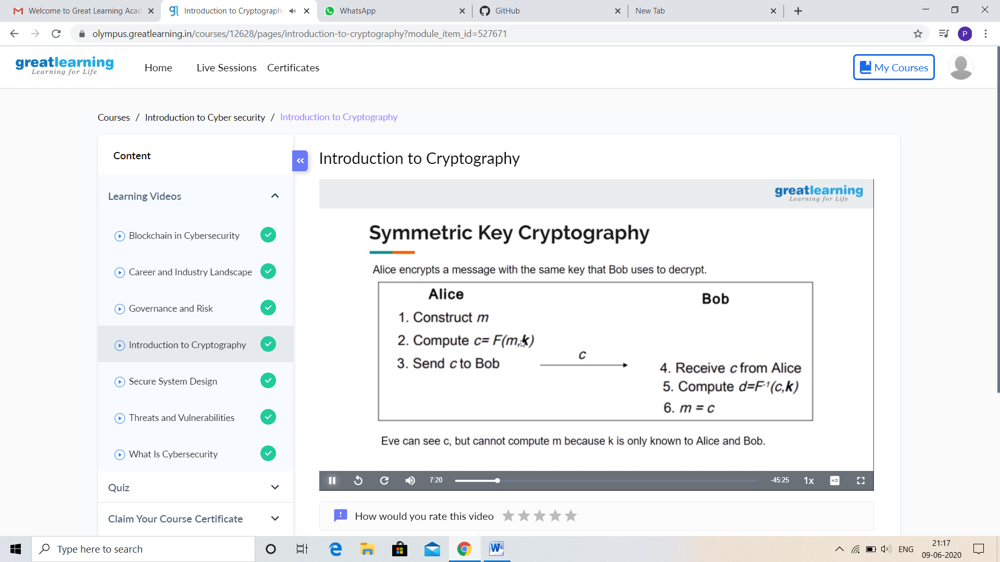 Welcome to Great Learning Acad
Introduction to Cryptography
WhatsApp
GitHub
New Tab
olympus.greatlearning.in/courses/12628/pages/introduction-to-cryptography?module_item_id=527671
P
greatlearning
Learning for Life
Home
Live Sessions
Certificates
My Courses
Courses / Introduction to Cyber security / Introduction to Cryptography
Content
Learning Videos
Blockchain in Cybersecurity
Career and Industry Landscape
Governance and Risk
Introduction to Cryptography
Secure System Design
Threats and Vulnerabilities
What Is Cybersecurity
Quiz
Claim Your Course Certificate
Introduction to Cryptography
greatlearning
Learning for Life
Symmetric Key Cryptography
Alice encrypts a message with the same key that Bob uses to decrypt.
Alice
1. Construct m
2. Compute c= F(m,k)
3. Send c to Bob
c
Bob
4. Receive c from Alice
5. Compute d=F⁻¹(c,k)
6. m = c
Eve can see c, but cannot compute m because k is only known to Alice and Bob.
7:20
-45:25
1x
HD
How would you rate this video
Type here to search
ENG
21:17
09-06-2020